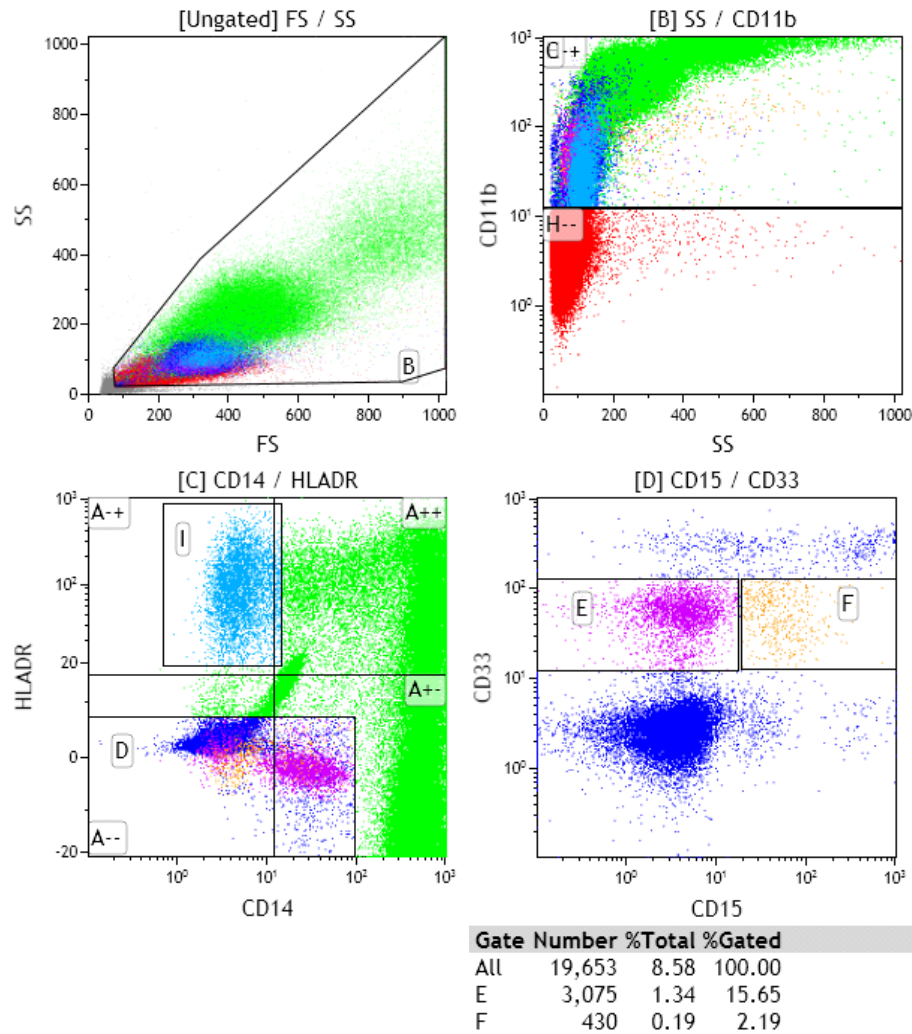 [Ungated] FS / SS
1000
800
600
400
200
0
SS
B
0 200 400 600 800 1000
FS
[B] SS / CD11b
10³
10²
10¹
10⁰
CD11b
H--
0 200 400 600 800 1000
SS
[C] CD14 / HLADR
10³
10²
20
0
-20
HLADR
A-+
I
A++
A+-
D
A--
10⁰ 10¹ 10² 10³
CD14
[D] CD15 / CD33
10³
10²
10¹
10⁰
CD33
E
F
10⁰ 10¹ 10² 10³
CD15
Gate Number %Total %Gated
All 19,653 8.58 100.00
E 3,075 1.34 15.65
F 430 0.19 2.19